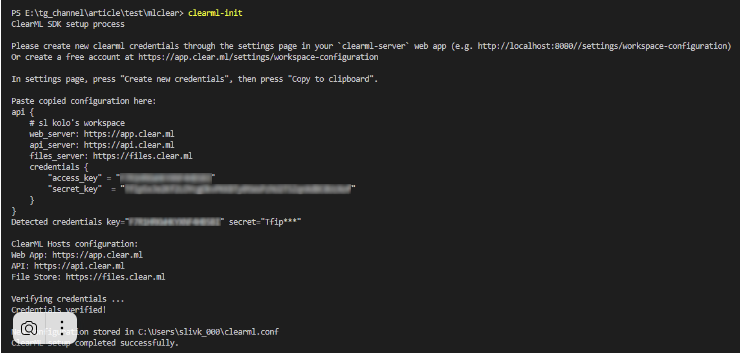 PS E:\tg_channel\article\test\mlclear> clearml-init
ClearML SDK setup process
Please create new clearml credentials through the settings page in your `clearml-server` web app (e.g. http://localhost:8080//settings/workspace-configuration)
Or create a free account at https://app.clear.ml/settings/workspace-configuration
In settings page, press "Create new credentials", then press "Copy to clipboard".
Paste copied configuration here:
api {
# sl kolo's workspace
web_server: https://app.clear.ml
api_server: https://api.clear.ml
files_server: https://files.clear.ml
credentials {
"access_key" = " "
"secret_key" = " "
}
}
Detected credentials key=" " secret="Tfip***"
ClearML Hosts configuration:
Web App: https://app.clear.ml
API: https://api.clear.ml
File Store: https://files.clear.ml
Verifying credentials ...
Credentials verified!
stored in C:\Users\slivk_000\clearml.conf
ClearML setup completed successfully.